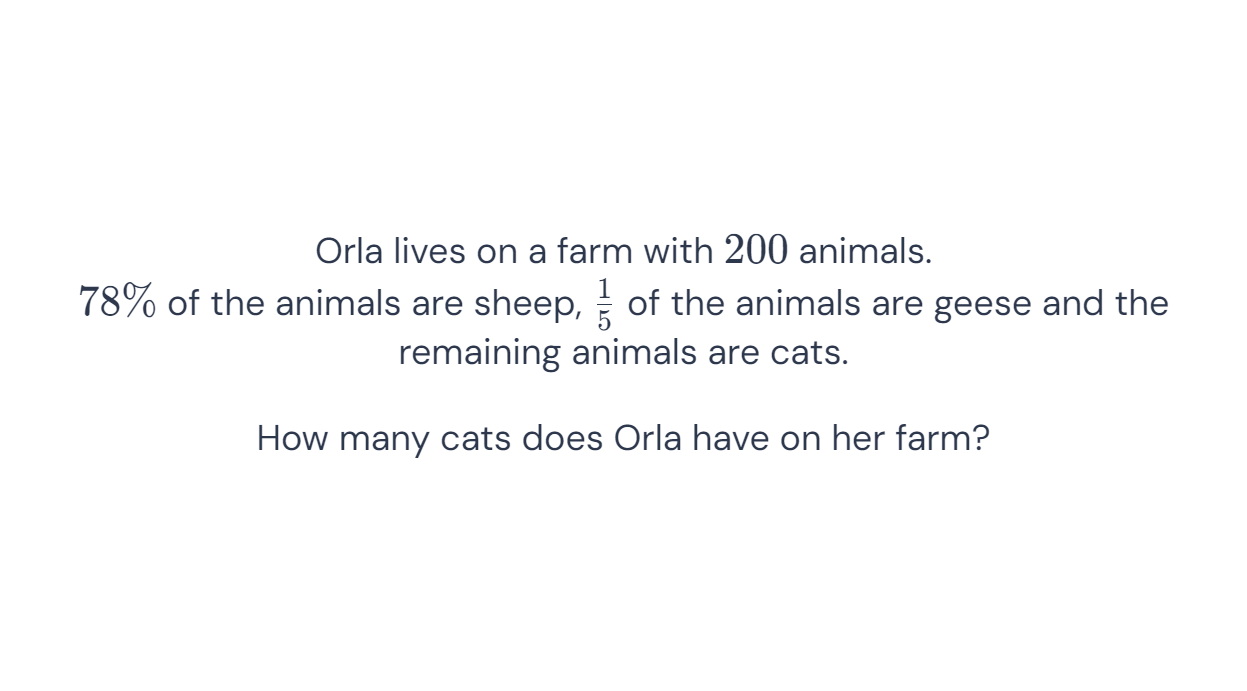 Orla lives on a farm with 200 animals.
78% of the animals are sheep, 1/5 of the animals are geese and the
remaining animals are cats.
How many cats does Orla have on her farm?